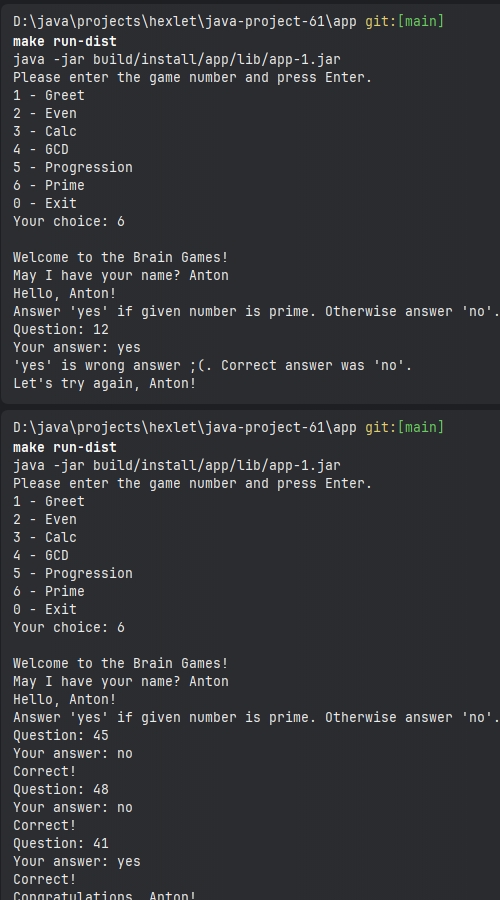 D:\java\projects\hexlet\java-project-61\app git:[main]
make run-dist
java -jar build/install/app/lib/app-1.jar
Please enter the game number and press Enter.
1 - Greet
2 - Even
3 - Calc
4 - GCD
5 - Progression
6 - Prime
0 - Exit
Your choice: 6
Welcome to the Brain Games!
May I have your name? Anton
Hello, Anton!
Answer 'yes' if given number is prime. Otherwise answer 'no'.
Question: 12
Your answer: yes
'yes' is wrong answer ;(. Correct answer was 'no'.
Let's try again, Anton!
D:\java\projects\hexlet\java-project-61\app git:[main]
make run-dist
java -jar build/install/app/lib/app-1.jar
Please enter the game number and press Enter.
1 - Greet
2 - Even
3 - Calc
4 - GCD
5 - Progression
6 - Prime
0 - Exit
Your choice: 6
Welcome to the Brain Games!
May I have your name? Anton
Hello, Anton!
Answer 'yes' if given number is prime. Otherwise answer 'no'.
Question: 45
Your answer: no
Correct!
Question: 48
Your answer: no
Correct!
Question: 41
Your answer: yes
Correct!
Congratulations, Anton!